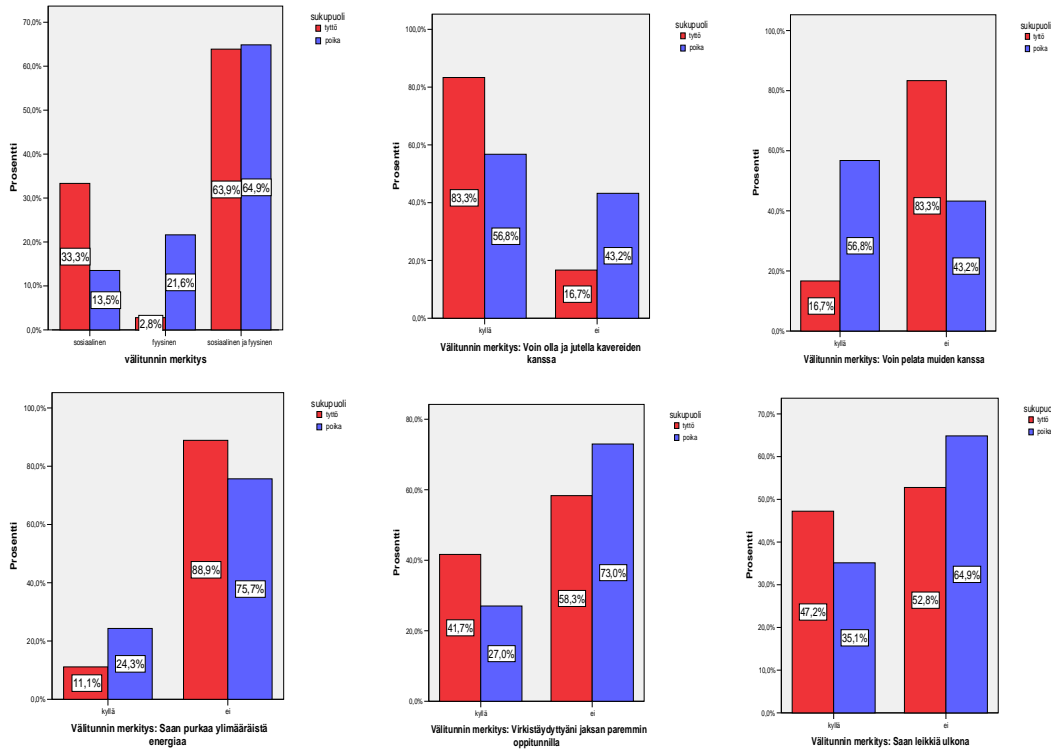 sukupuoli
tyttö
poika
70,0%
60,0%
50,0%
40,0%
30,0%
20,0%
10,0%
0,0%
Prosentti
33,3%
13,5%
2,8%
21,6%
63,9%
64,9%
sosiaalinen
fyysinen
sosiaalinen ja fyysinen
välitunnin merkitys
sukupuoli
tyttö
poika
100,0%
80,0%
60,0%
40,0%
20,0%
0,0%
Prosentti
83,3%
56,8%
16,7%
43,2%
kyllä
ei
Välitunnin merkitys: Voin olla ja jutella kavereiden
kanssa
sukupuoli
tyttö
poika
100,0%
80,0%
60,0%
40,0%
20,0%
0,0%
Prosentti
16,7%
56,8%
83,3%
43,2%
kyllä
ei
Välitunnin merkitys: Voin pelata muiden kanssa
sukupuoli
tyttö
poika
100,0%
80,0%
60,0%
40,0%
20,0%
0,0%
Prosentti
11,1%
24,3%
88,9%
75,7%
kyllä
ei
Välitunnin merkitys: Saan purkaa ylimääräistä
energiaa
sukupuoli
tyttö
poika
80,0%
60,0%
40,0%
20,0%
0,0%
Prosentti
41,7%
27,0%
58,3%
73,0%
kyllä
ei
Välitunnin merkitys: Virkistäydyttyäni jaksan paremmin
oppitunnilla
sukupuo
tyttö
poika
70,0%
60,0%
50,0%
40,0%
30,0%
20,0%
10,0%
0,0%
Prosentti
47,2%
35,1%
52,8%
64,9%
kyllä
ei
Välitunnin merkitys: Saan leikkiä ulkona